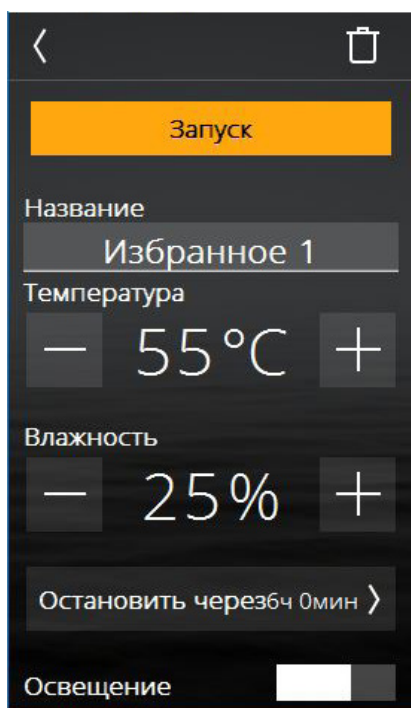 Запуск
Название
Избранное 1
Температура
55°C
Влажность
25%
Остановить через6ч 0мин
Освещение